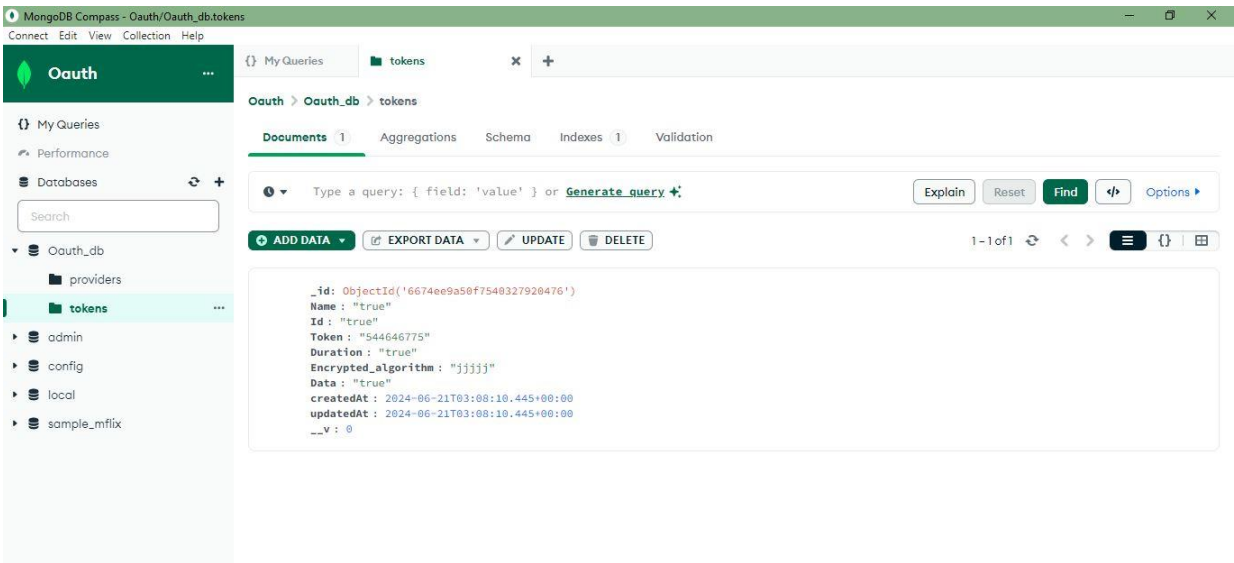 MongoDB Compass - Oauth/Oauth_db.tokens
Connect Edit View Collection Help
Oauth ...
{} My Queries
Performance
Databases
Search
Oauth_db
providers
tokens ...
admin
config
local
sample_mflix
{} My Queries tokens
Oauth > Oauth_db > tokens
Documents 1 Aggregations Schema Indexes 1 Validation
Type a query: { field: 'value' } or Generate query Explain Reset Find </> Options
ADD DATA EXPORT DATA UPDATE DELETE 1-1 of 1 {}
_id: ObjectId('6674ee9a50f7540327920476')
Name : "true"
Id : "true"
Token : "544646775"
Duration : "true"
Encrypted_algorithm : "jjjjj"
Data : "true"
createdAt : 2024-06-21T03:08:10.445+00:00
updatedAt : 2024-06-21T03:08:10.445+00:00
__v : 0